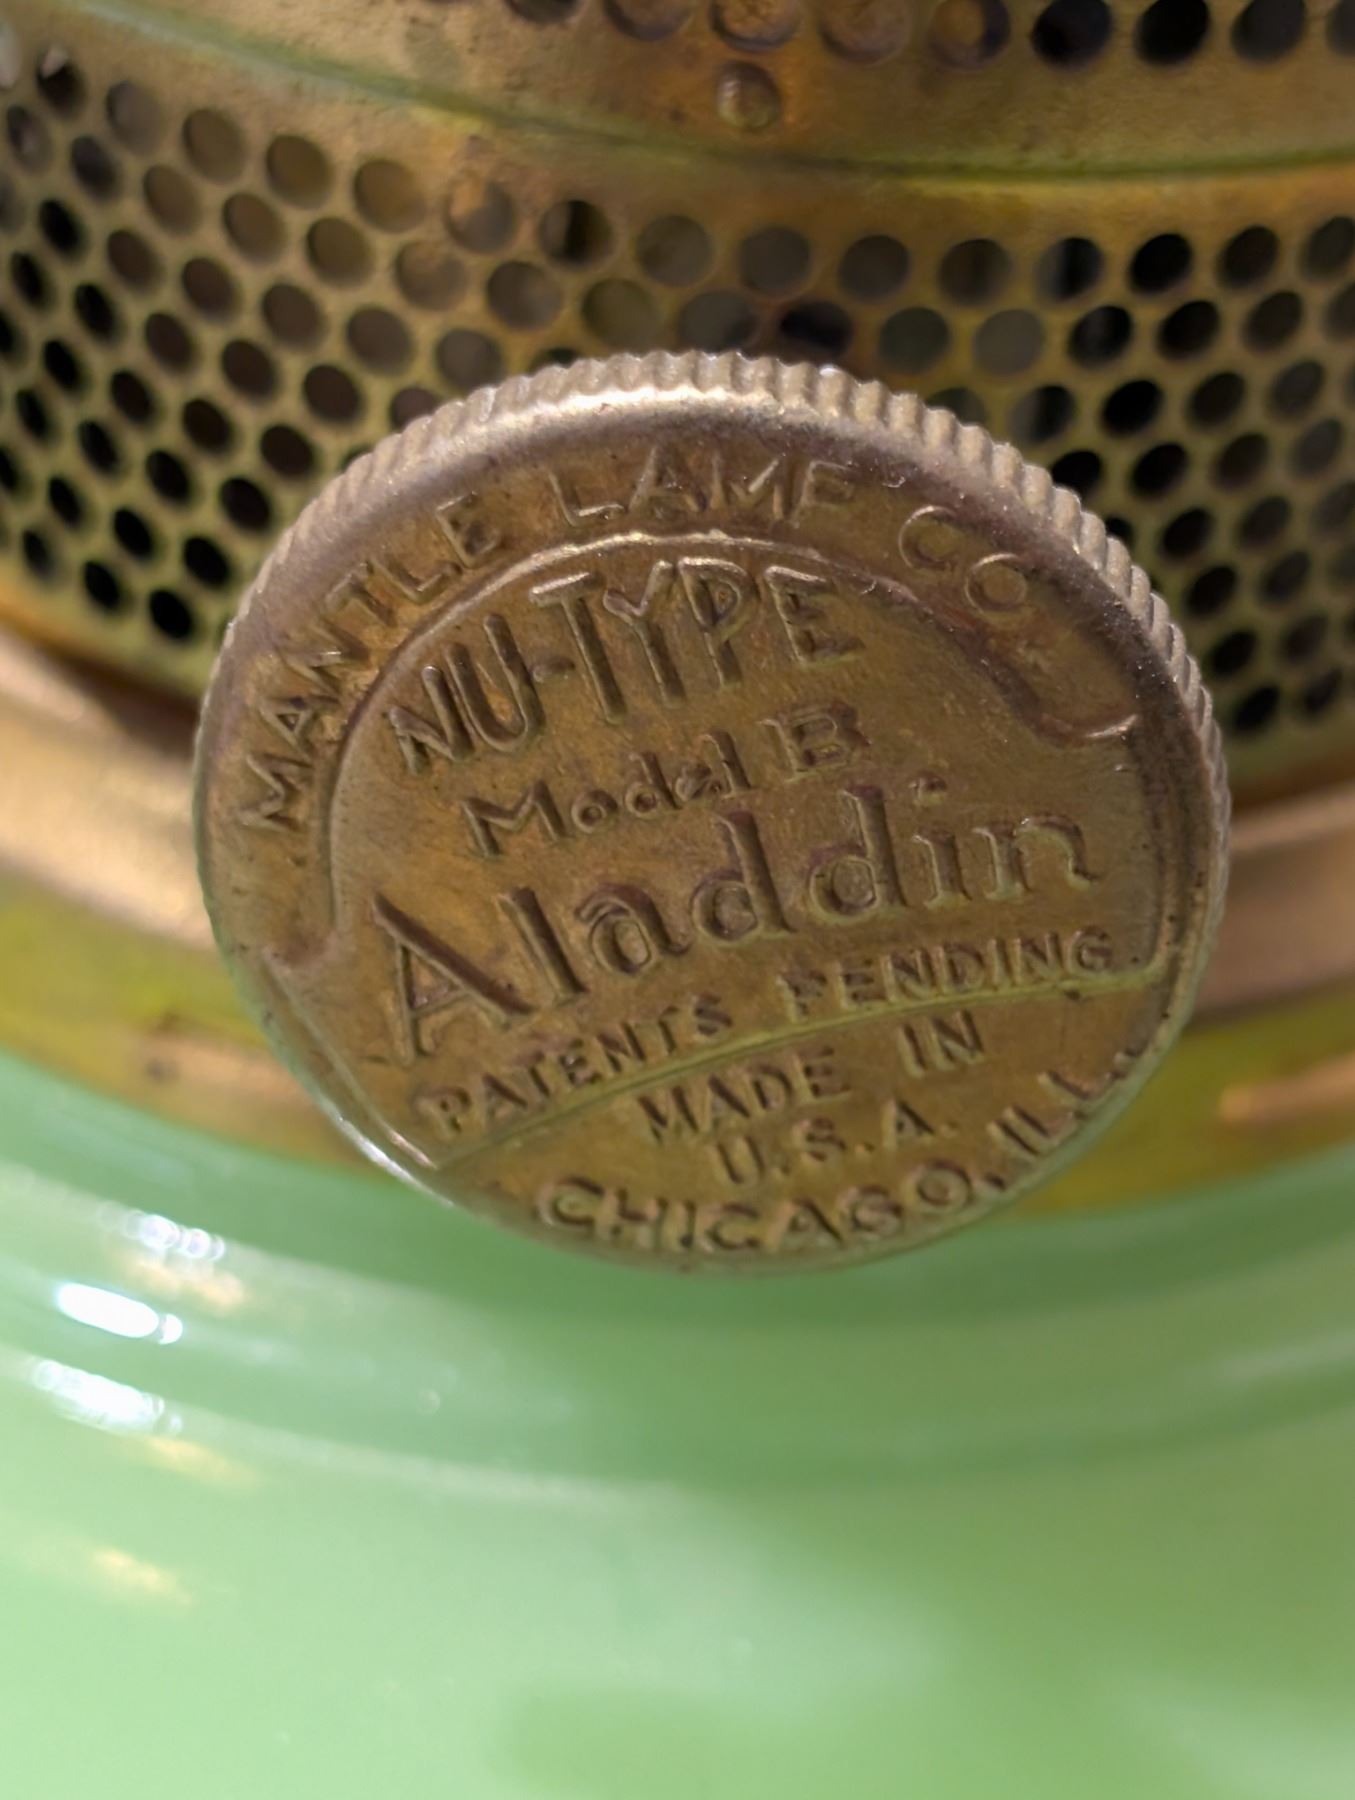 MANTLE LAMP CO
NU-TYPE
Model B
Aladdin
PATENTS PENDING
MADE IN
U.S.A.
CHICAGO, ILL.